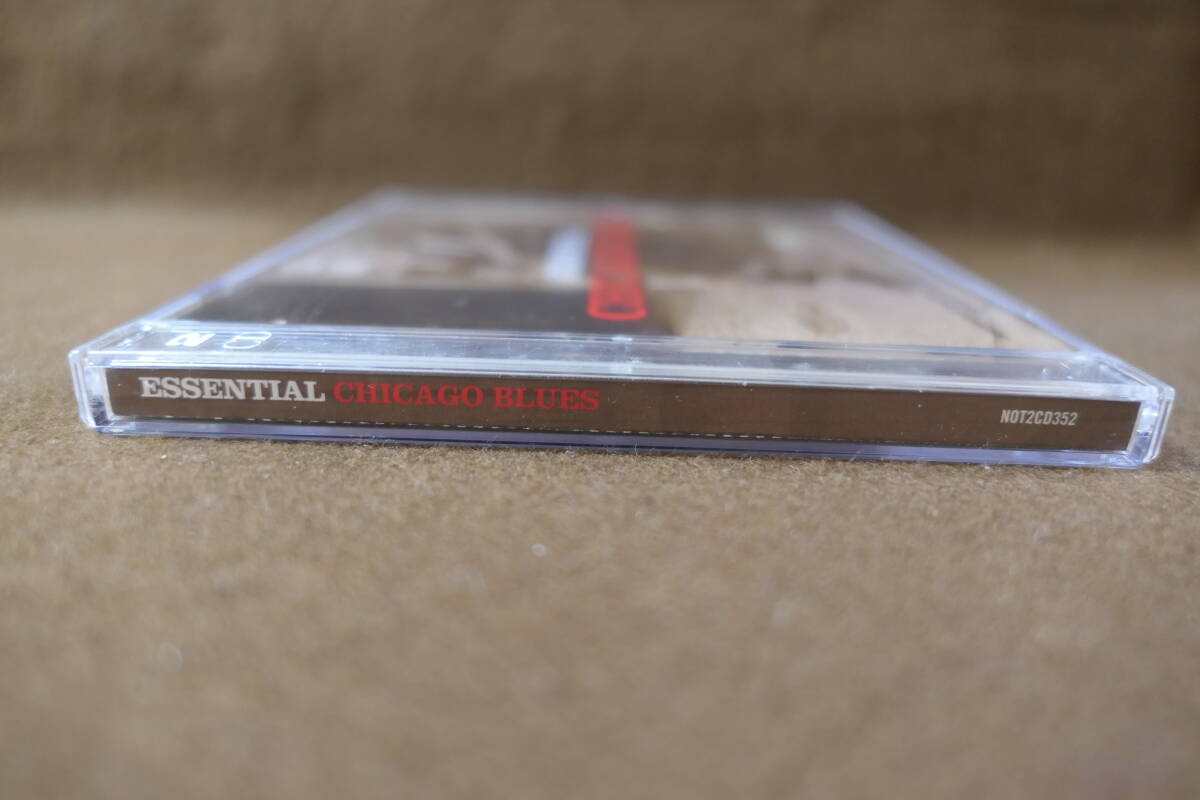 ESSENTIAL CHICAGO BLUES
NOT2CD352